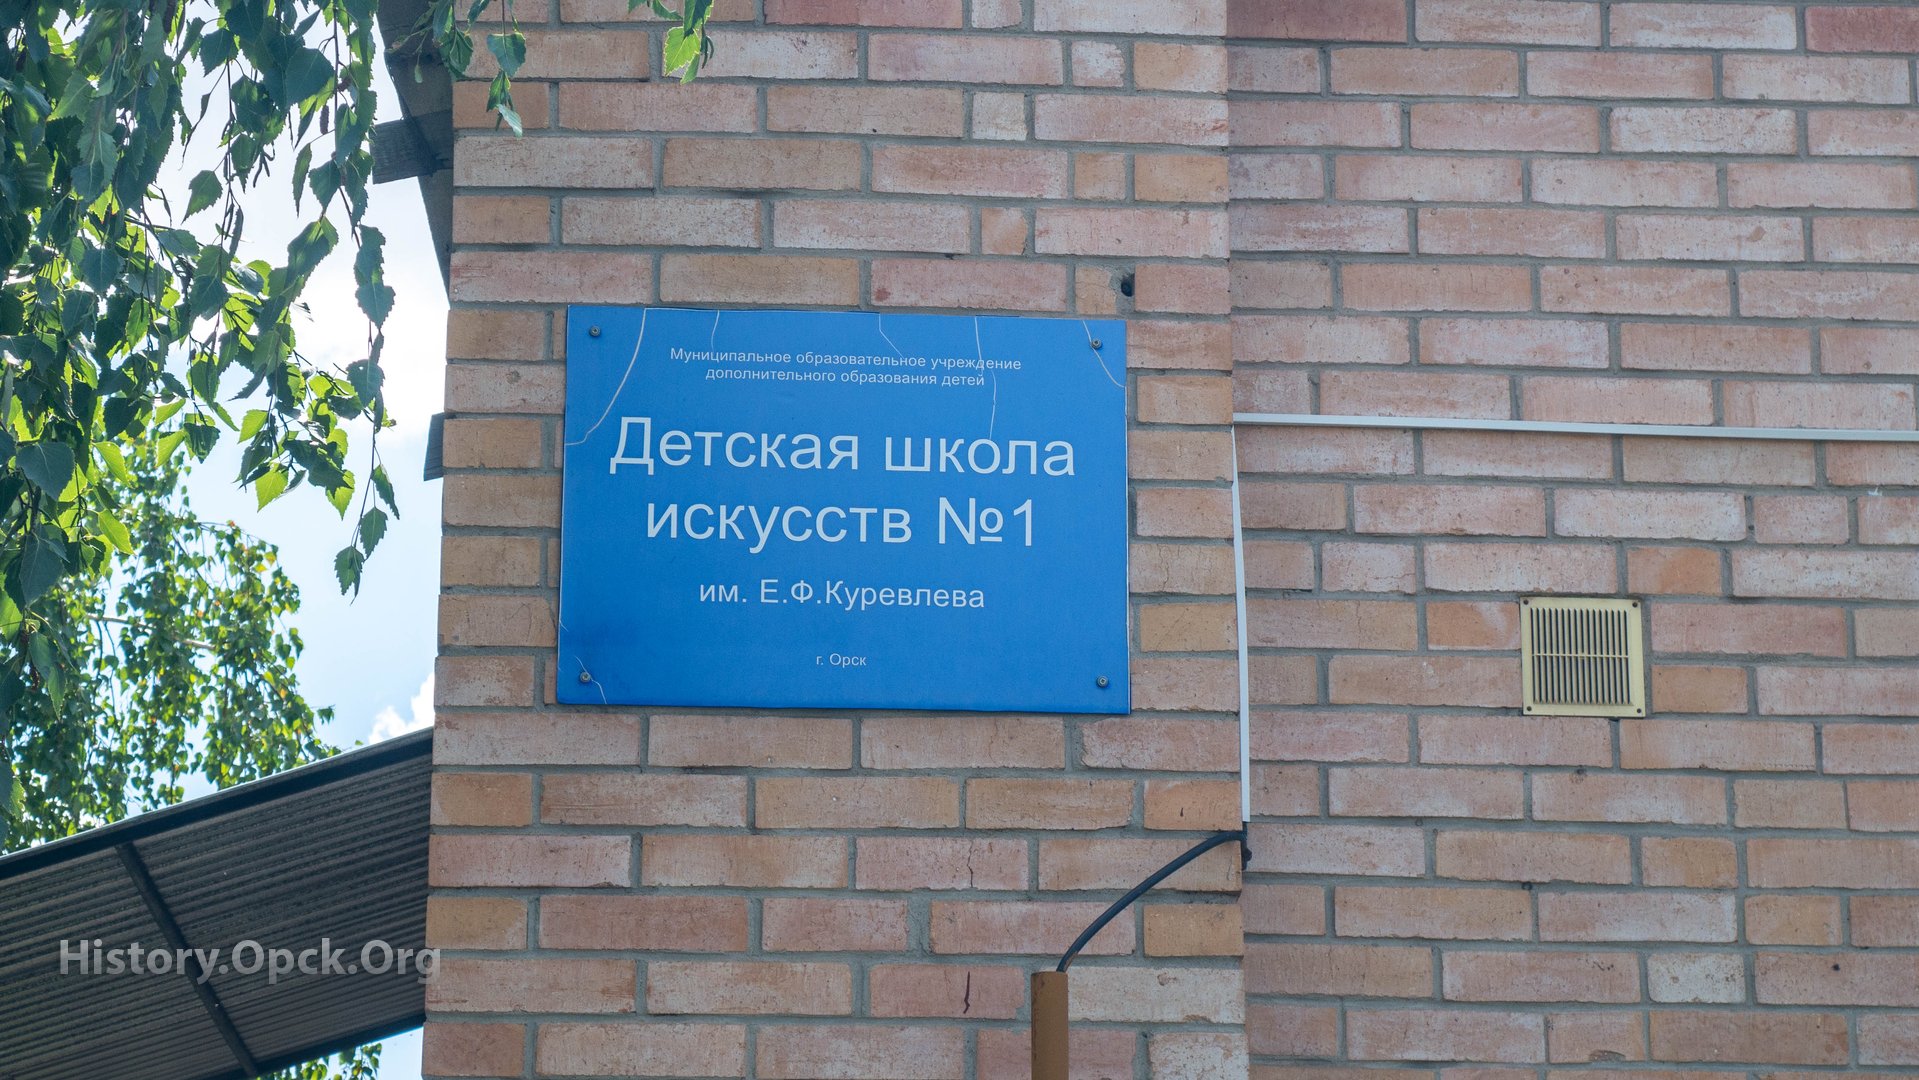 Муниципальное образовательное учреждение
дополнительного образования детей
Детская школа
искусств №1
им. Е.Ф.Куревлева
г. Орск
History.Opck.Org